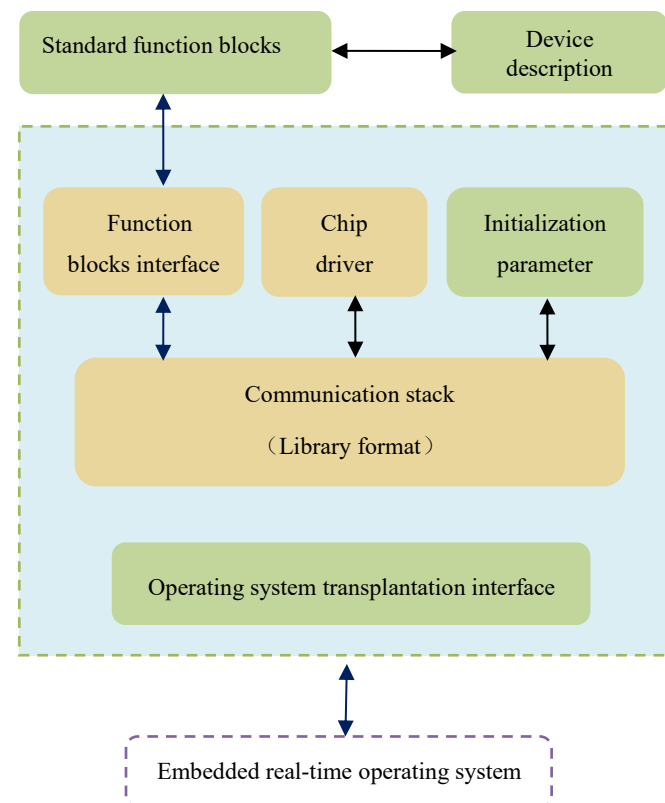 Standard function blocks
Device
description
Function
blocks interface
Chip
driver
Initialization
parameter
Communication stack
（Library format）
Operating system transplantation interface
Embedded real-time operating system